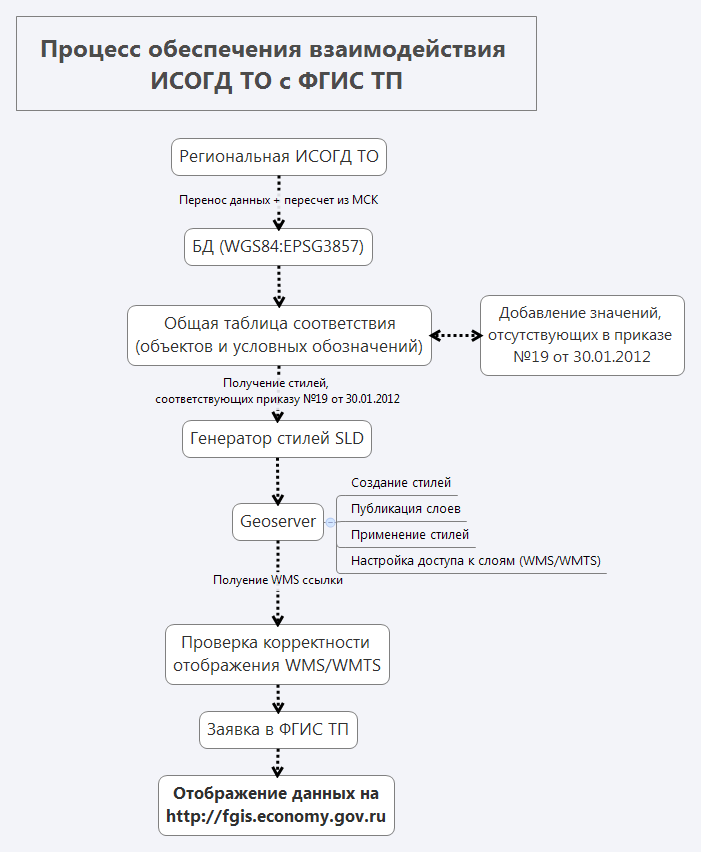 Процесс обеспечения взаимодействия
ИСОГД ТО с ФГИС ТП
Региональная ИСОГД ТО
Перенос данных + пересчет из МСК
БД (WGS84:EPSG3857)
Общая таблица соответствия
(объектов и условных обозначений)
Добавление значений,
отсутствующих в приказе
№19 от 30.01.2012
Получение стилей,
соответствующих приказу №19 от 30.01.2012
Генератор стилей SLD
Geoserver
Создание стилей
Публикация слоев
Применение стилей
Настройка доступа к слоям (WMS/WMTS)
Полуение WMS ссылки
Проверка корректности
отображения WMS/WMTS
Заявка в ФГИС ТП
Отображение данных на
http://fgis.economy.gov.ru